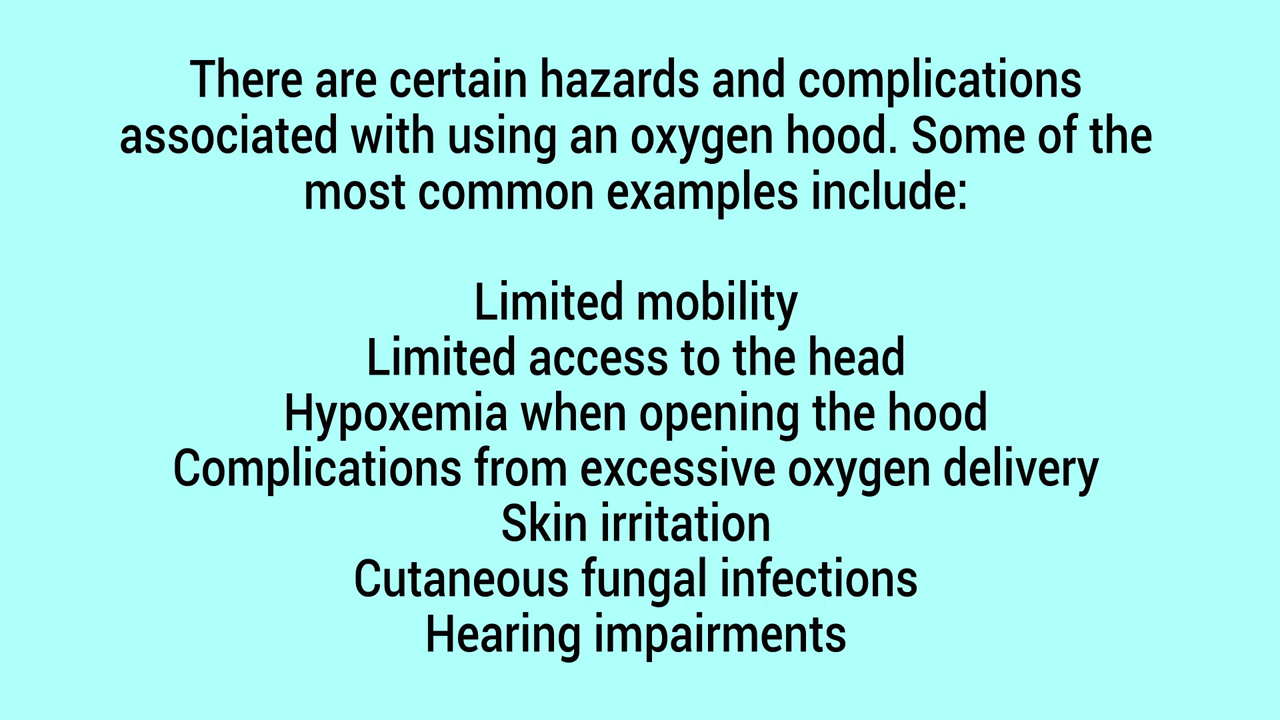 There are certain hazards and complications
associated with using an oxygen hood. Some of the
most common examples include:
Limited mobility
Limited access to the head
Hypoxemia when opening the hood
Complications from excessive oxygen delivery
Skin irritation
Cutaneous fungal infections
Hearing impairments